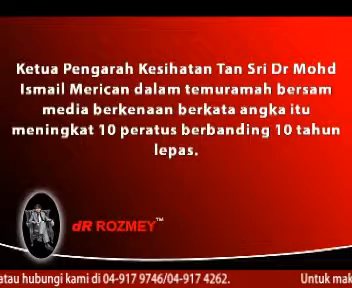 Ketua Pengarah Kesihatan Tan Sri Dr Mohd
Ismail Merican dalam temuramah bersam
media berkenaan berkata angka itu
meningkat 10 peratus berbanding 10 tahun
lepas.
dR ROZMEY™
atau hubungi kami di 04-917 9746/04-917 4262. Untuk mak